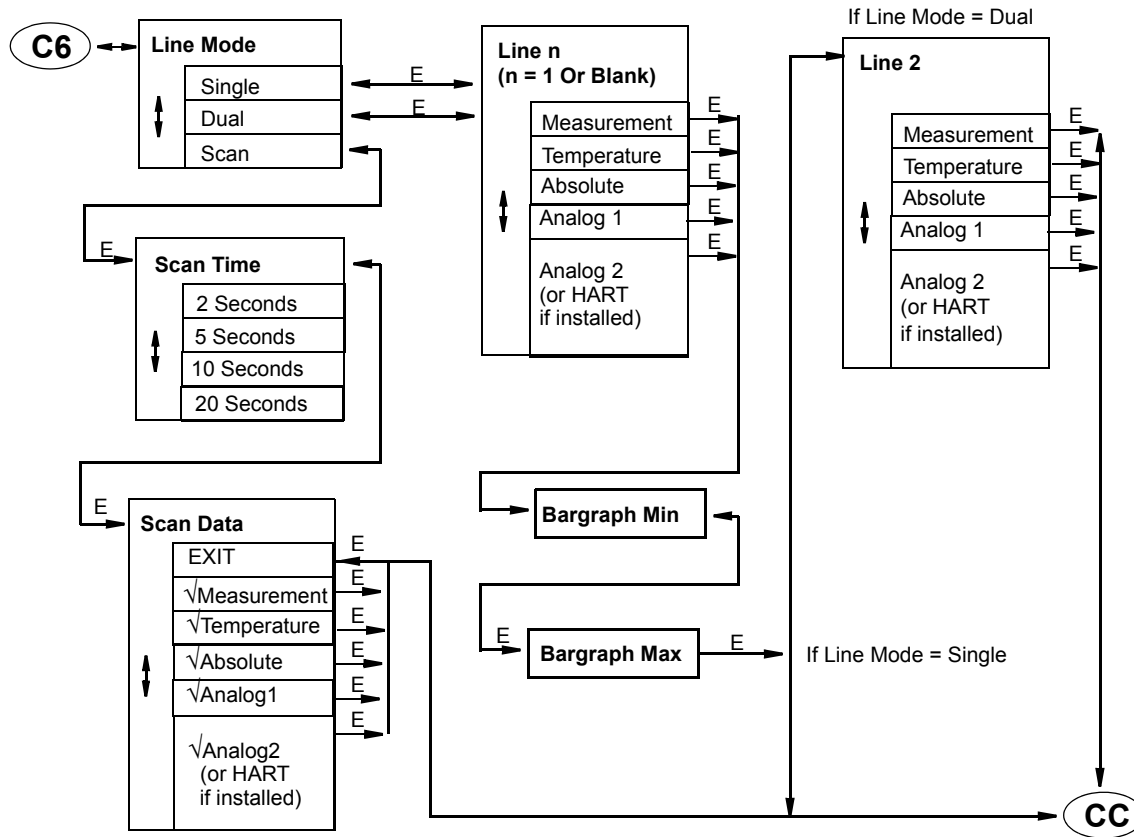 C6
Line Mode
Single
Dual
Scan
E
E
Line n
(n = 1 Or Blank)
Measurement
Temperature
Absolute
Analog 1
Analog 2
(or HART
if installed)
E
E
E
E
E
If Line Mode = Dual
Line 2
Measurement
Temperature
Absolute
Analog 1
Analog 2
(or HART
if installed)
E
E
E
E
E
E
Scan Time
2 Seconds
5 Seconds
10 Seconds
20 Seconds
E
Scan Data
EXIT
√Measurement
√Temperature
√Absolute
√Analog1
√Analog2
(or HART
if installed)
E
E
E
E
E
E
E
Bargraph Min
E
Bargraph Max
E
If Line Mode = Single
CC